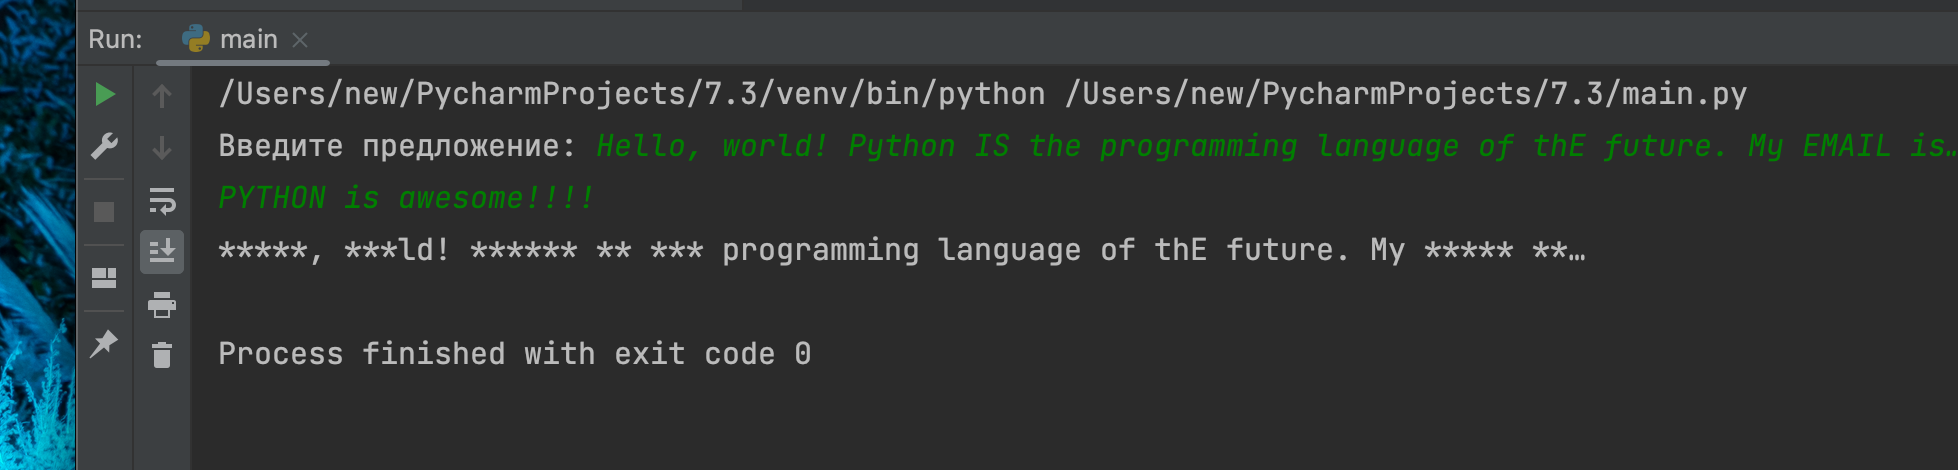 Run: main
/Users/new/PycharmProjects/7.3/venv/bin/python /Users/new/PycharmProjects/7.3/main.py
Введите предложение: Hello, world! Python IS the programming language of thE future. My EMAIL is…
PYTHON is awesome!!!!
*****, ***ld! ****** ** *** programming language of thE future. My ***** **…
Process finished with exit code 0